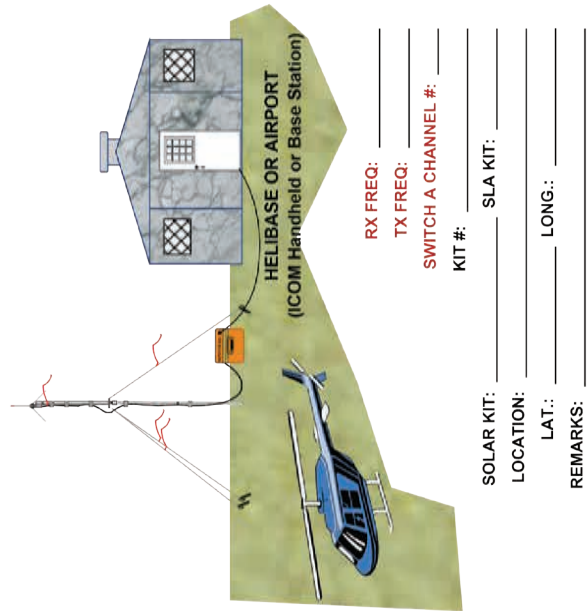 HELIBASE OR AIRPORT
(ICOM Handheld or Base Station)
RX FREQ:
TX FREQ:
SWITCH A CHANNEL #:
KIT #:
SOLAR KIT: SLA KIT:
LOCATION:
LAT.: LONG.:
REMARKS: